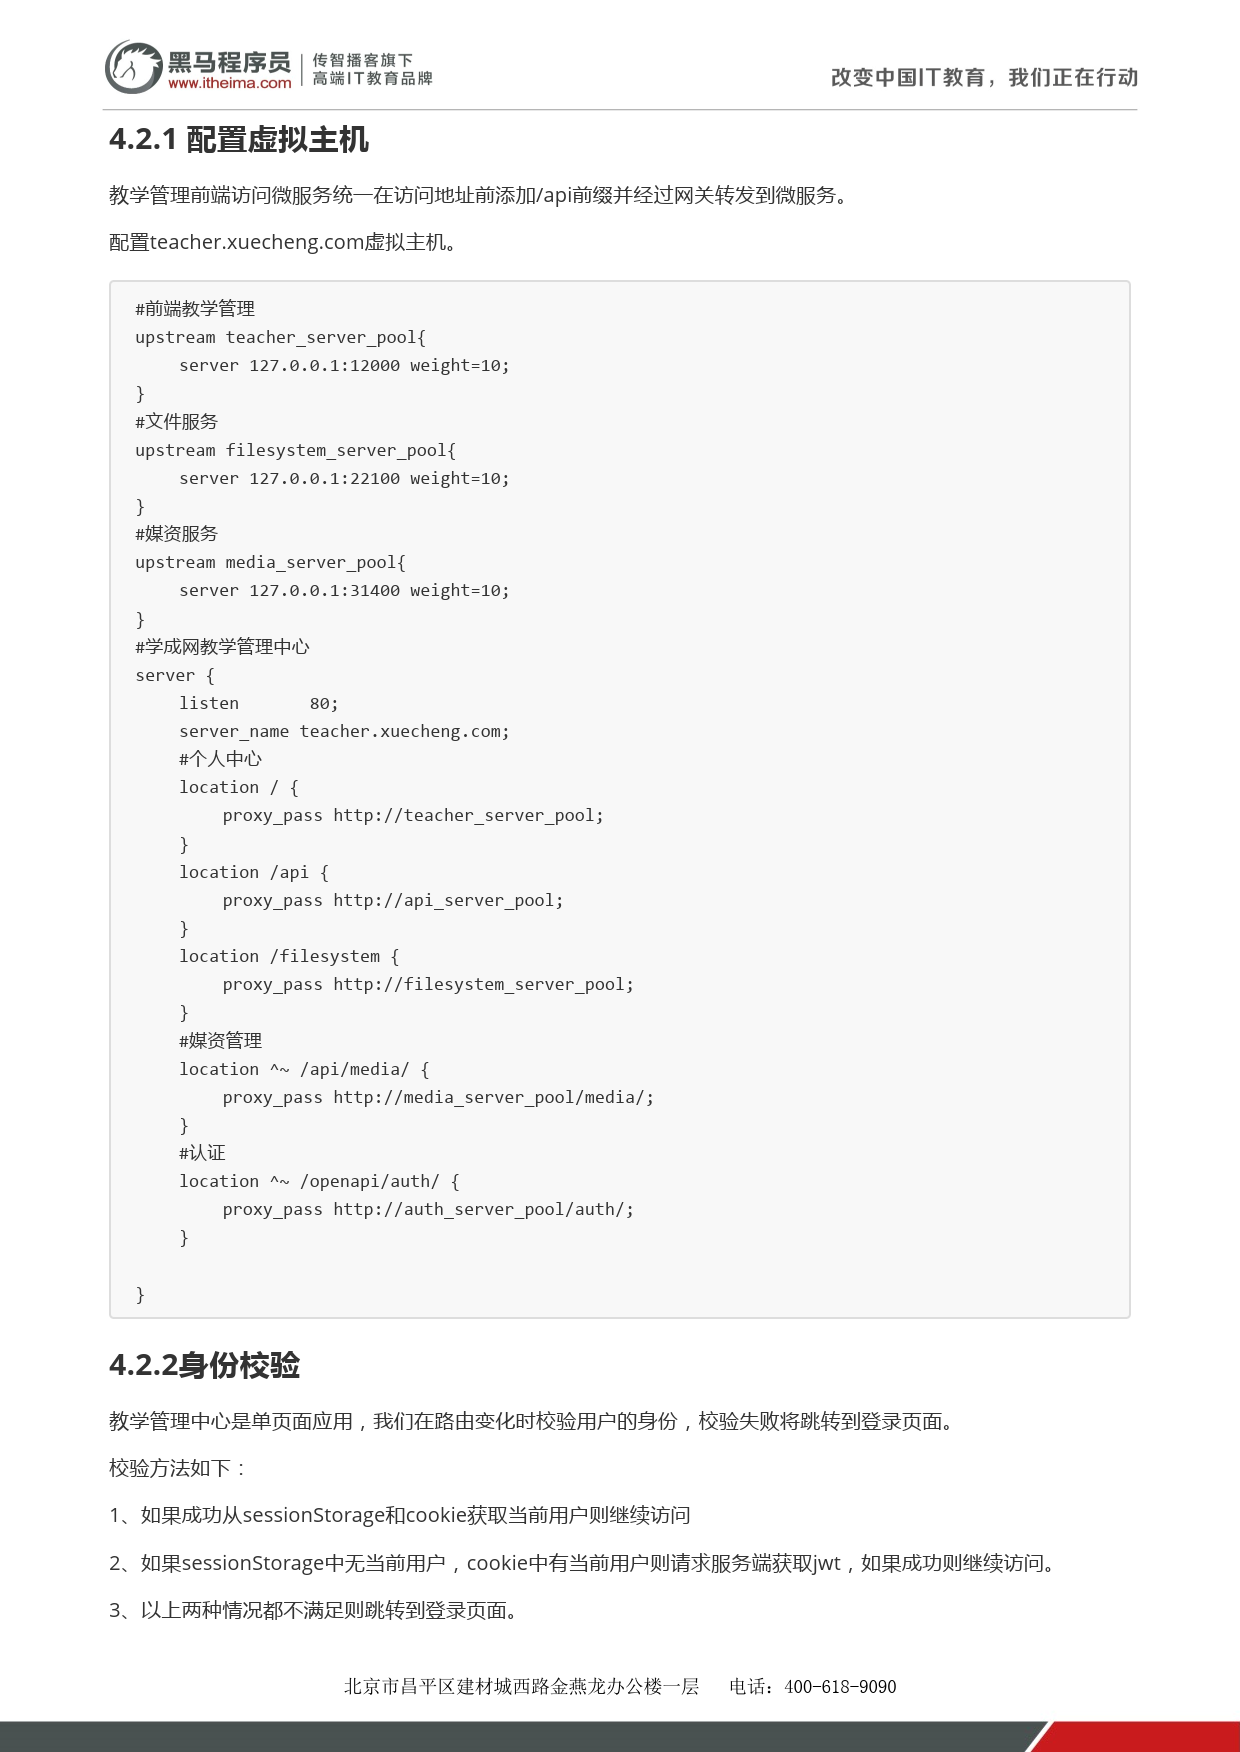 黑马程序员
www.itheima.com
传智播客旗下
高端IT教育品牌
改变中国IT教育，我们正在行动
4.2.1 配置虚拟主机
教学管理前端访问微服务统一在访问地址前添加/api前缀并经过网关转发到微服务。
配置teacher.xuecheng.com虚拟主机。
#前端教学管理
upstream teacher_server_pool{
    server 127.0.0.1:12000 weight=10;
}
#文件服务
upstream filesystem_server_pool{
    server 127.0.0.1:22100 weight=10;
}
#媒资服务
upstream media_server_pool{
    server 127.0.0.1:31400 weight=10;
}
#学成网教学管理中心
server {
    listen       80;
    server_name teacher.xuecheng.com;
    #个人中心
    location / {
        proxy_pass http://teacher_server_pool;
    }
    location /api {
        proxy_pass http://api_server_pool;
    }
    location /filesystem {
        proxy_pass http://filesystem_server_pool;
    }
    #媒资管理
    location ^~ /api/media/ {
        proxy_pass http://media_server_pool/media/;
    }
    #认证
    location ^~ /openapi/auth/ {
        proxy_pass http://auth_server_pool/auth/;
    }
}
4.2.2身份校验
教学管理中心是单页面应用，我们在路由变化时校验用户的身份，校验失败将跳转到登录页面。
校验方法如下：
1、如果成功从sessionStorage和cookie获取当前用户则继续访问
2、如果sessionStorage中无当前用户，cookie中有当前用户则请求服务端获取jwt，如果成功则继续访问。
3、以上两种情况都不满足则跳转到登录页面。
北京市昌平区建材城西路金燕龙办公楼一层 电话：400-618-9090